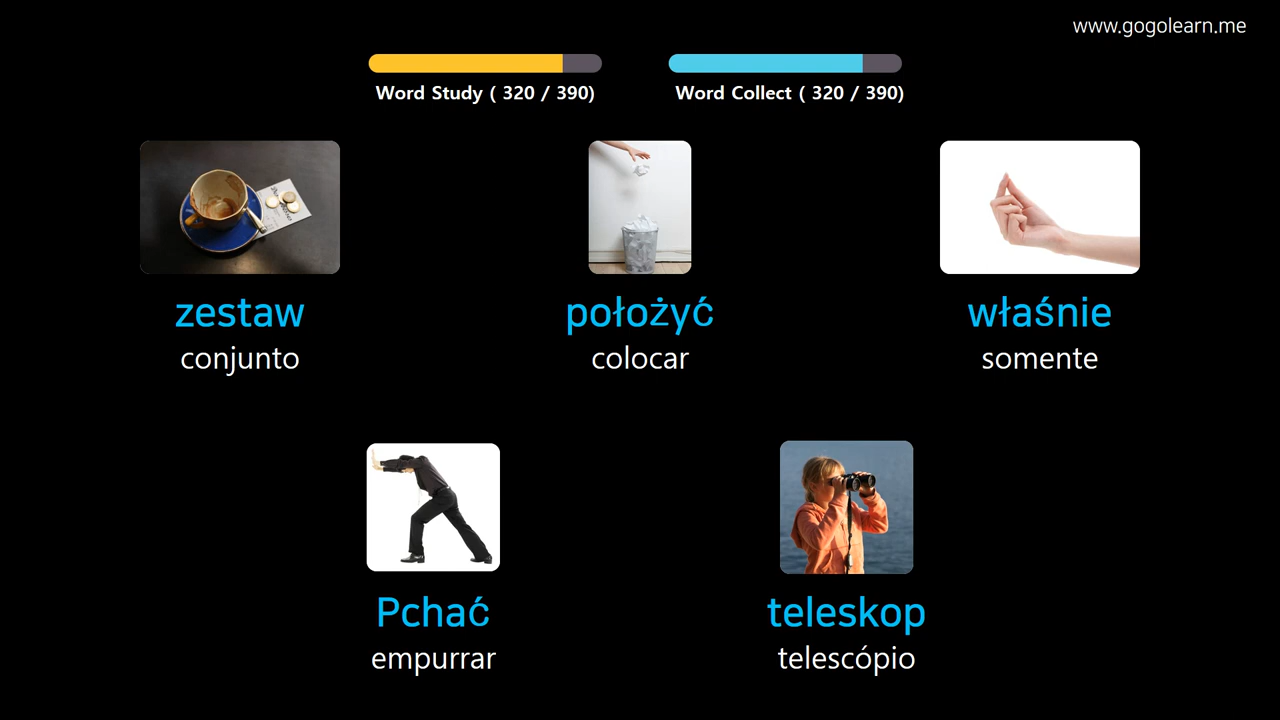 www.gogolearn.me
Word Study ( 320 / 390)
Word Collect ( 320 / 390)
zestaw
conjunto
położyć
colocar
właśnie
somente
Pchać
empurrar
teleskop
telescópio